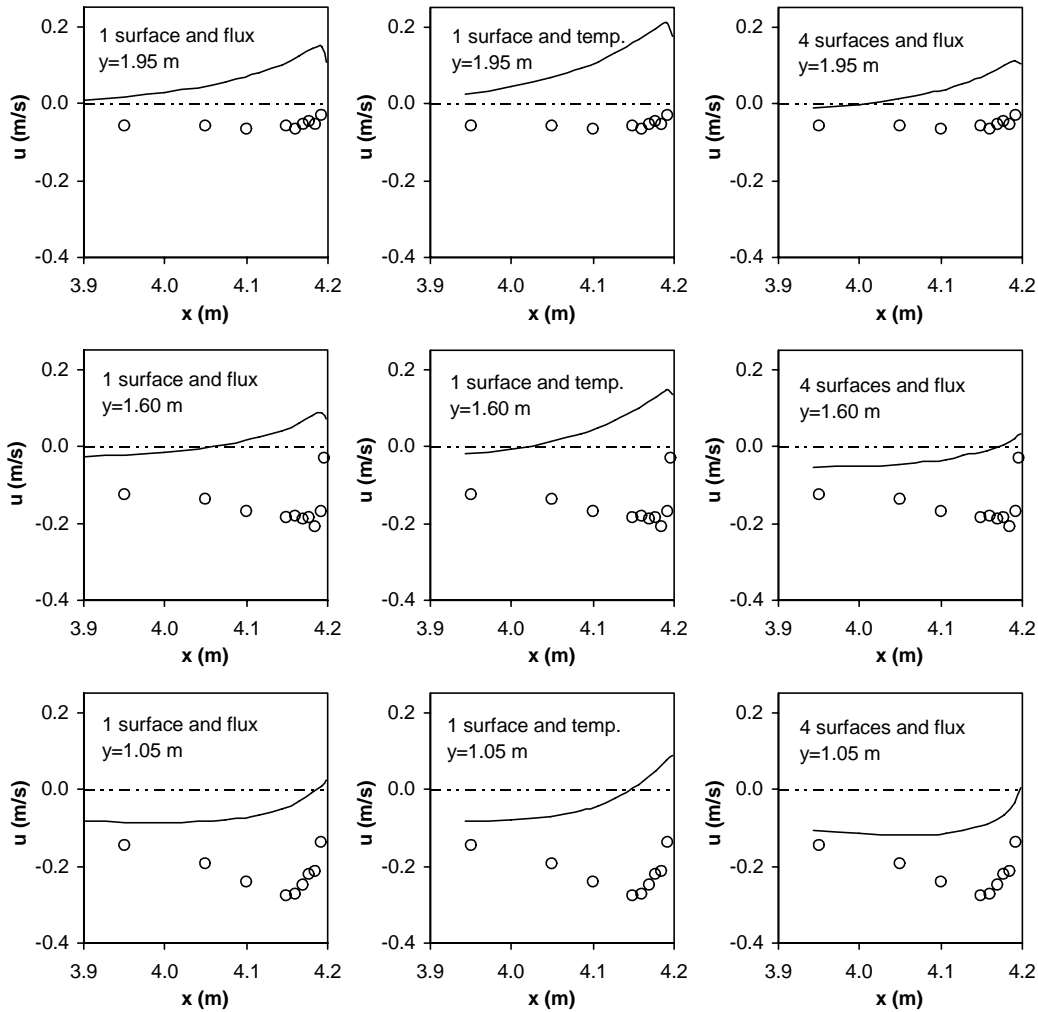 0.2
0.0
-0.2
-0.4
u (m/s)
1 surface and flux
y=1.95 m
3.9 4.0 4.1 4.2
x (m)
0.2
0.0
-0.2
-0.4
u (m/s)
1 surface and temp.
y=1.95 m
3.9 4.0 4.1 4.2
x (m)
0.2
0.0
-0.2
-0.4
u (m/s)
4 surfaces and flux
y=1.95 m
3.9 4.0 4.1 4.2
x (m)
0.2
0.0
-0.2
-0.4
u (m/s)
1 surface and flux
y=1.60 m
3.9 4.0 4.1 4.2
x (m)
0.2
0.0
-0.2
-0.4
u (m/s)
1 surface and temp.
y=1.60 m
3.9 4.0 4.1 4.2
x (m)
0.2
0.0
-0.2
-0.4
u (m/s)
4 surfaces and flux
y=1.60 m
3.9 4.0 4.1 4.2
x (m)
0.2
0.0
-0.2
-0.4
u (m/s)
1 surface and flux
y=1.05 m
3.9 4.0 4.1 4.2
x (m)
0.2
0.0
-0.2
-0.4
u (m/s)
1 surface and temp.
y=1.05 m
3.9 4.0 4.1 4.2
x (m)
0.2
0.0
-0.2
-0.4
u (m/s)
4 surfaces and flux
y=1.05 m
3.9 4.0 4.1 4.2
x (m)